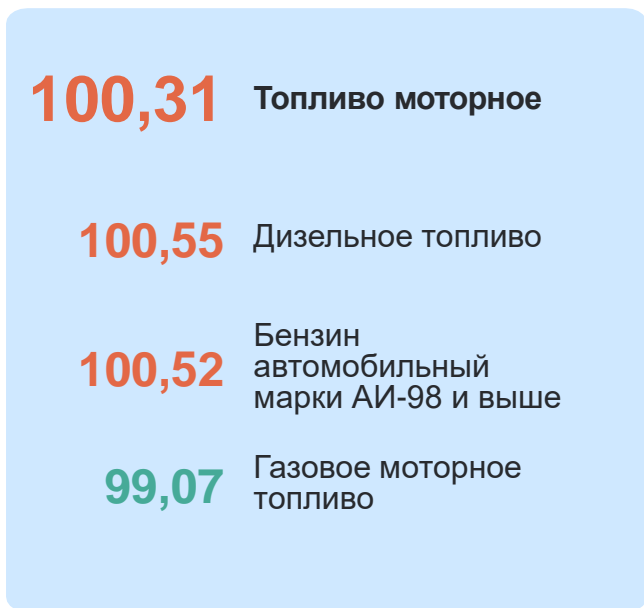 100,31 Топливо моторное
100,55 Дизельное топливо
Бензин
автомобильный
100,52
марки АИ-98 и выше
Газовое моторное
99,07
топливо